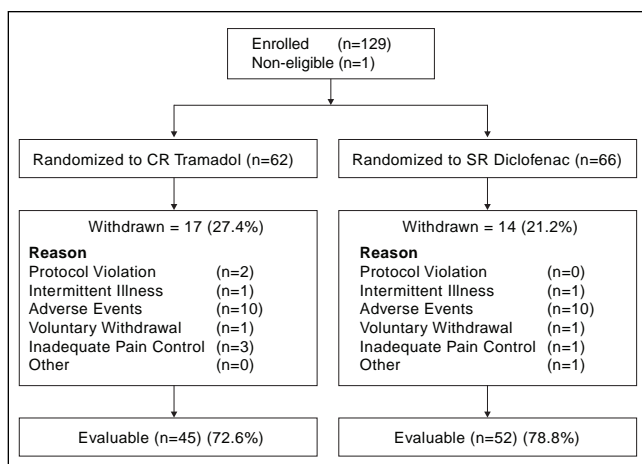 Enrolled (n=129)
Non-eligible (n=1)
Randomized to CR Tramadol (n=62)
Withdrawn = 17 (27.4%)
Reason
Protocol Violation (n=2)
Intermittent Illness (n=1)
Adverse Events (n=10)
Voluntary Withdrawal (n=1)
Inadequate Pain Control (n=3)
Other (n=0)
Evaluable (n=45) (72.6%)
Randomized to SR Diclofenac (n=66)
Withdrawn = 14 (21.2%)
Reason
Protocol Violation (n=0)
Intermittent Illness (n=1)
Adverse Events (n=10)
Voluntary Withdrawal (n=1)
Inadequate Pain Control (n=1)
Other (n=1)
Evaluable (n=52) (78.8%)